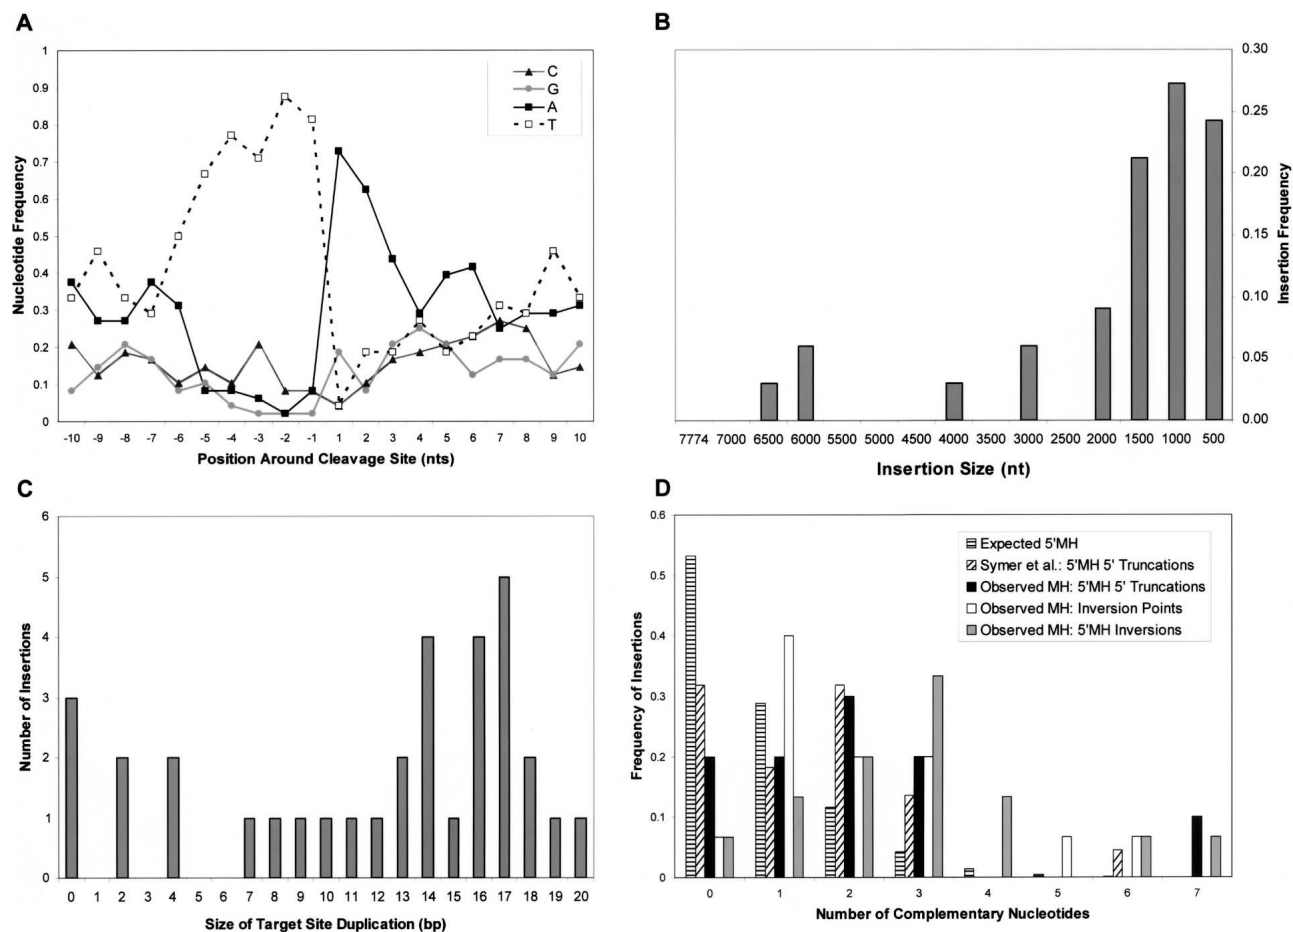 A
1
0.9
0.8
0.7
0.6
0.5
0.4
0.3
0.2
0.1
0
Nucleotide Frequency
C
G
A
T
-10 -9 -8 -7 -6 -5 -4 -3 -2 -1 1 2 3 4 5 6 7 8 9 10
Position Around Cleavage Site (nts)
B
0.30
0.25
0.20
0.15
0.10
0.05
0.00
Insertion Frequency
7774 7000 6500 6000 5500 5000 4500 4000 3500 3000 2500 2000 1500 1000 500
Insertion Size (nt)
C
6
5
4
3
2
1
0
Number of Insertions
0 1 2 3 4 5 6 7 8 9 10 11 12 13 14 15 16 17 18 19 20
Size of Target Site Duplication (bp)
D
0.6
0.5
0.4
0.3
0.2
0.1
0
Frequency of Insertions
Expected 5'MH
Symer et al.: 5'MH 5' Truncations
Observed MH: 5'MH 5' Truncations
Observed MH: Inversion Points
Observed MH: 5'MH Inversions
0 1 2 3 4 5 6 7
Number of Complementary Nucleotides